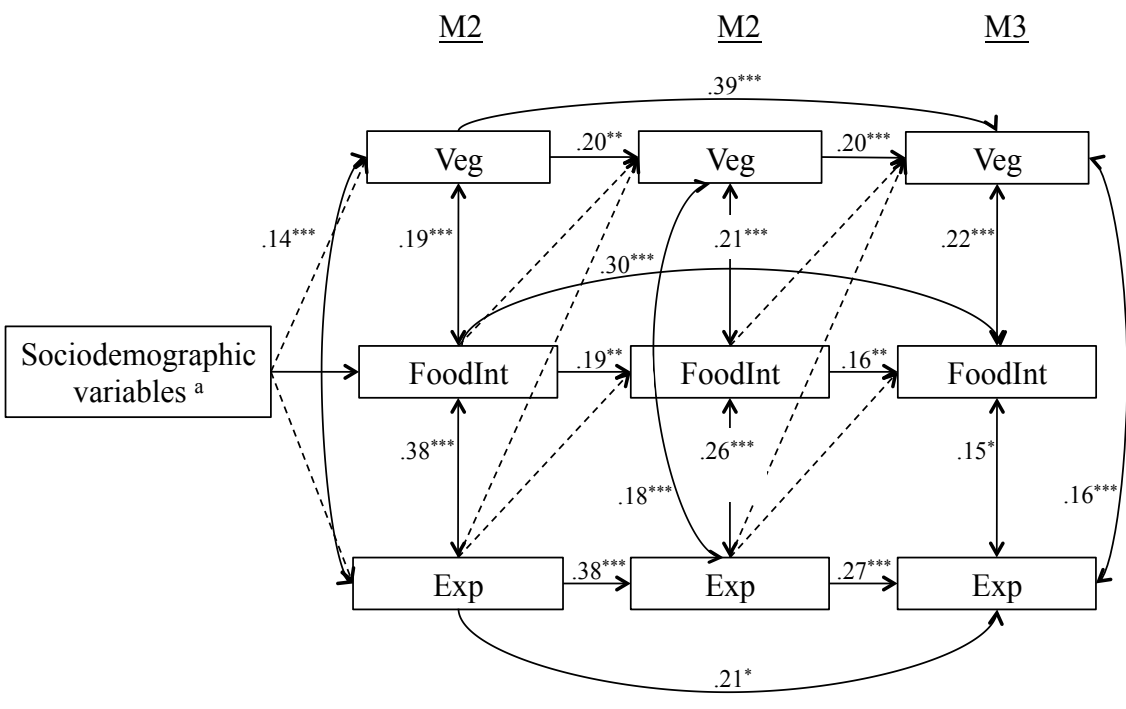 M2 M2 M3
.39***
Veg .20** Veg .20*** Veg
.14*** .19*** .21*** .22***
.30***
Sociodemographic
variables ᵃ
FoodInt .19** FoodInt .16** FoodInt
.38*** .26*** .15*
.18*** .16***
Exp .38*** Exp .27*** Exp
.21*